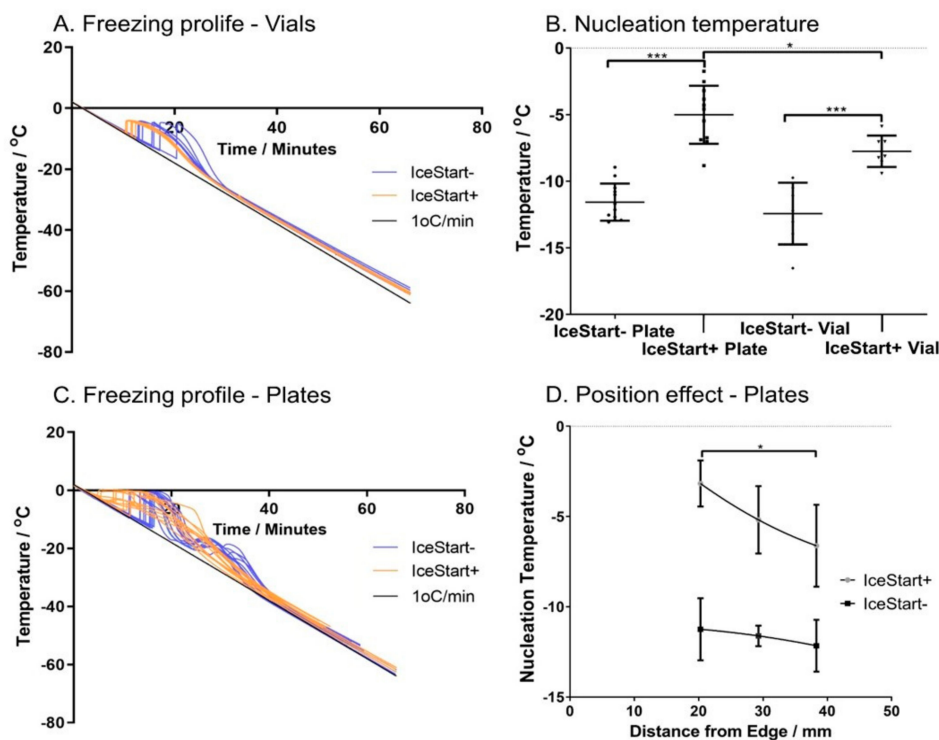 A. Freezing prolife - Vials
20
0
-20
-40
-60
-80
20
40
60
80
Time / Minutes
Temperature / °C
IceStart-
IceStart+
1oC/min
B. Nucleation temperature
0
-5
-10
-15
-20
Temperature / °C
***
*
***
IceStart- Plate
IceStart+ Plate
IceStart- Vial
IceStart+ Vial
C. Freezing profile - Plates
20
0
-20
-40
-60
-80
20
40
60
80
Time / Minutes
Temperature / °C
IceStart-
IceStart+
1oC/min
D. Position effect - Plates
0
-5
-10
-15
Nucleation Temperature / °C
*
IceStart+
IceStart-
0
10
20
30
40
50
Distance from Edge / mm